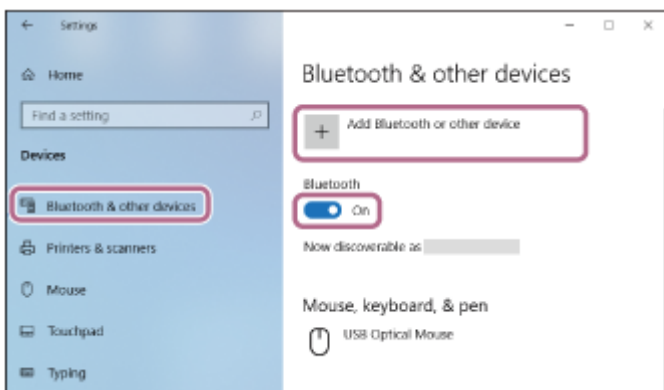 Settings
Home
Find a setting
Devices
Bluetooth & other devices
Printers & scanners
Mouse
Touchpad
Typing
Bluetooth & other devices
Add Bluetooth or other device
Bluetooth
On
Now discoverable as
Mouse, keyboard, & pen
USB Optical Mouse